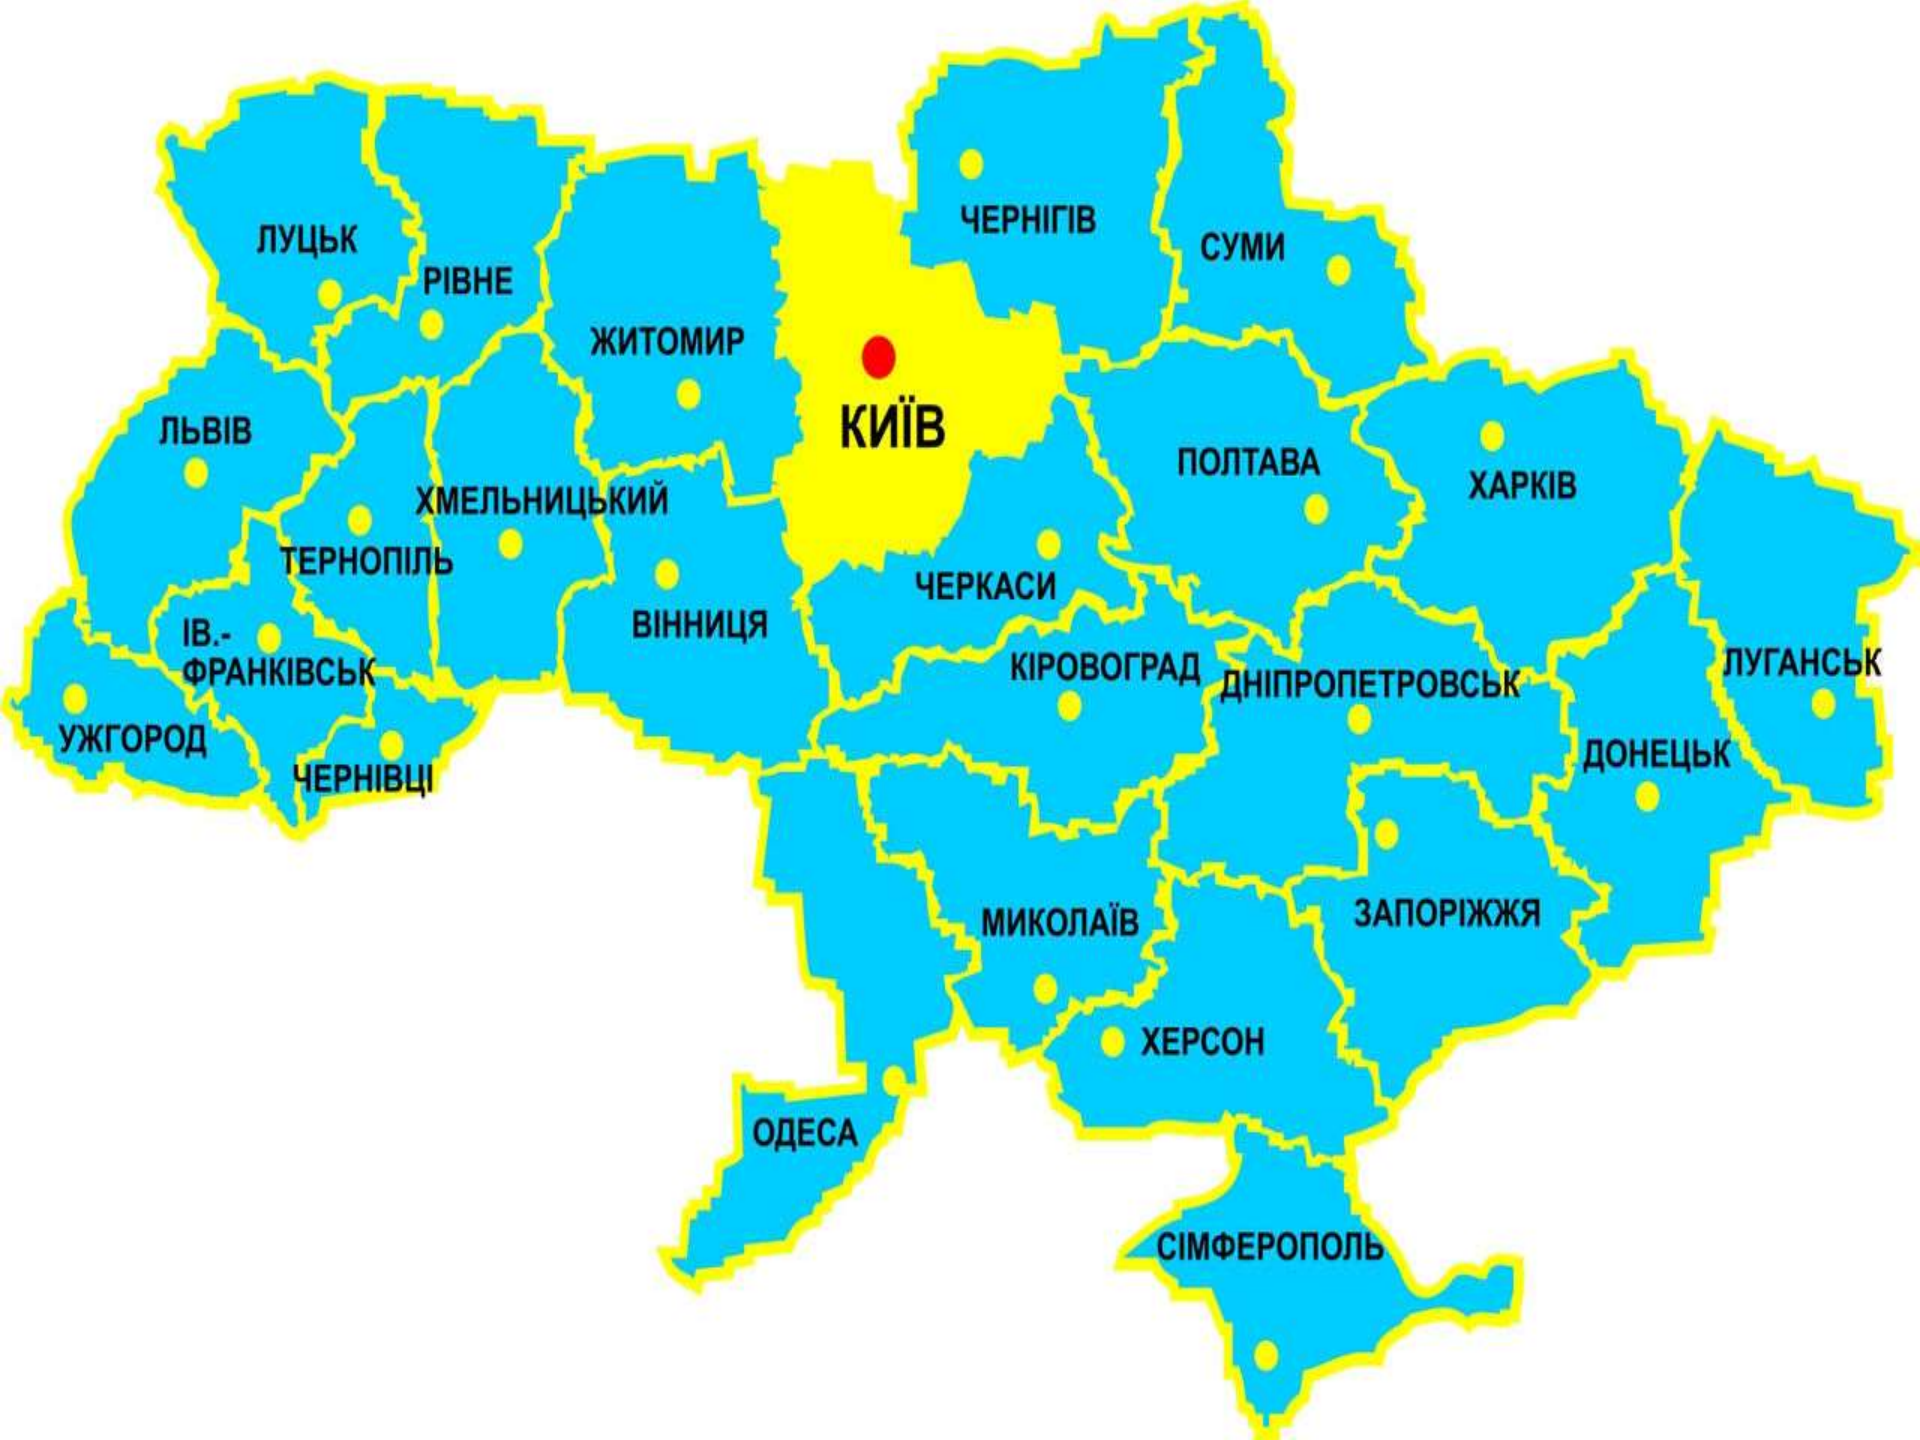 ЧЕРНІГІВ
СУМИ
ЛУЦЬК
РІВНЕ
ЖИТОМИР
КИЇВ
ЛЬВІВ
ПОЛТАВА
ХАРКІВ
ХМЕЛЬНИЦЬКИЙ
ТЕРНОПІЛЬ
ЧЕРКАСИ
ВІННИЦЯ
ІВ.-
ФРАНКІВСЬК
КІРОВОГРАД
ДНІПРОПЕТРОВСЬК
ЛУГАНСЬК
УЖГОРОД
ДОНЕЦЬК
ЧЕРНІВЦІ
МИКОЛАЇВ
ЗАПОРІЖЖЯ
ХЕРСОН
ОДЕСА
СІМФЕРОПОЛЬ